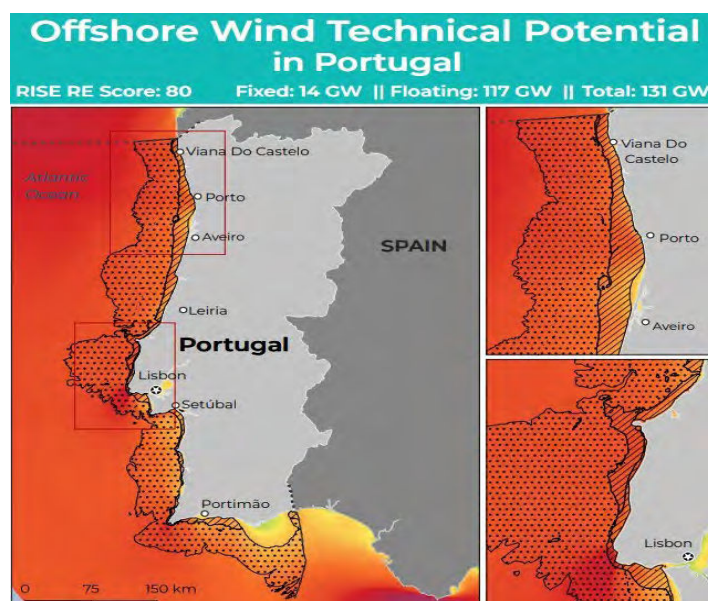 Offshore Wind Technical Potential
in Portugal
RISE RE Score: 80 Fixed: 14 GW || Floating: 117 GW || Total: 131 GW
Viana Do Castelo
Atlantic
Ocean
Porto
Aveiro
SPAIN
Leiria
Portugal
Lisbon
Setúbal
Portimão
0 75 150 km
Viana Do
Castelo
Porto
Aveiro
Lisbon